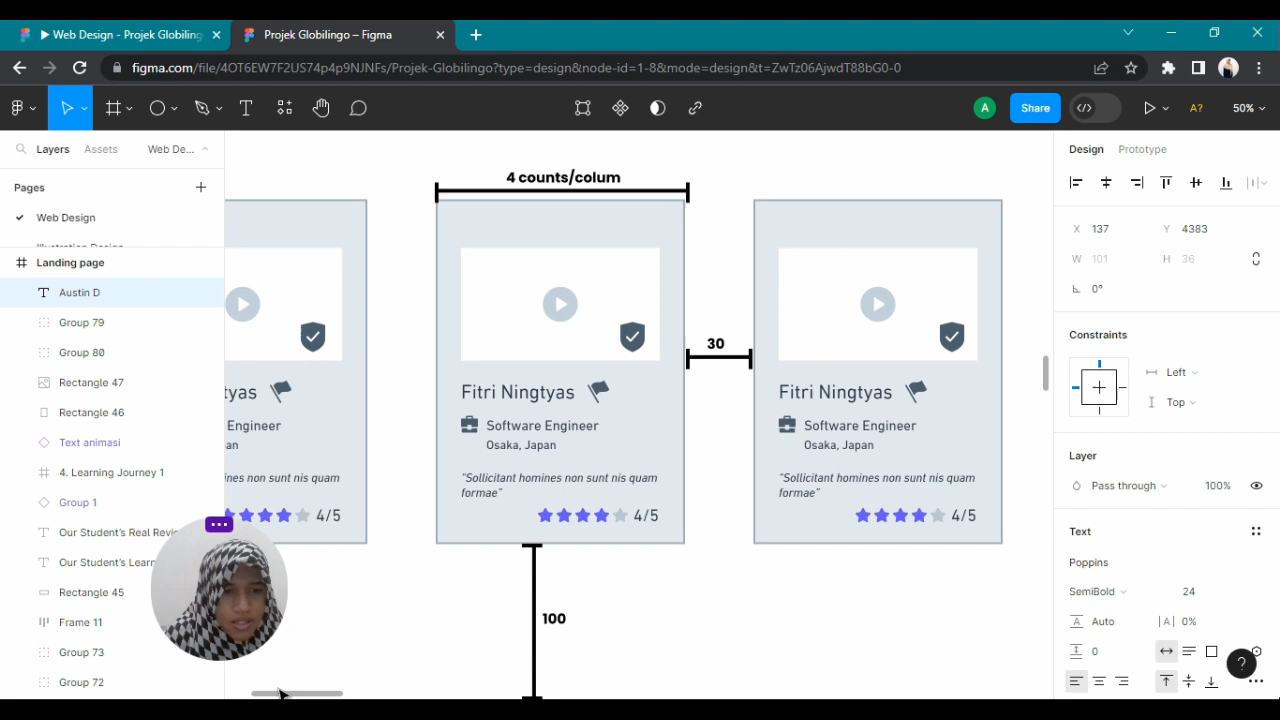 ▶ Web Design - Projek Globiling
Projek Globilingo – Figma
figma.com/file/4OT6EW7F2US74p4p9NJNFs/Projek-Globilingo?type=design&node-id=1-8&mode=design&t=ZwTz06AjwdT88bG0-0
A
Share
A?
50%
Layers
Assets
Web De...
Pages
Web Design
Illustration Design
Landing page
Austin D
Group 79
Group 80
Rectangle 47
Rectangle 46
Text animasi
4. Learning Journey 1
Group 1
Our Student's Real Revi
Our Student's Lear
Rectangle 45
Frame 11
Group 73
Group 72
4 counts/colum
30
100
tyas
Engineer
an
ines non sunt nis quam
4/5
Fitri Ningtyas
Software Engineer
Osaka, Japan
"Sollicitant homines non sunt nis quam
formae"
4/5
Fitri Ningtyas
Software Engineer
Osaka, Japan
"Sollicitant homines non sunt nis quam
formae"
4/5
Design
Prototype
X 137
Y 4383
W 101
H 36
0°
Constraints
Left
Top
Layer
Pass through
100%
Text
Poppins
SemiBold
24
Auto
|A| 0%
0
?